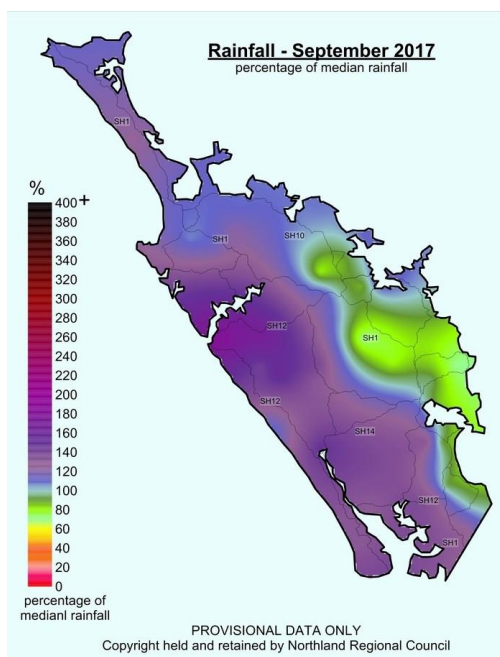 Rainfall - September 2017
percentage of median rainfall
SH1
%
400+
380
360
340
320
300
280
260
240
220
200
180
160
140
120
100
80
60
40
20
0
SH1
SH10
SH12
SH1
SH12
SH14
SH12
SH1
percentage of
medianl rainfall
PROVISIONAL DATA ONLY
Copyright held and retained by Northland Regional Council